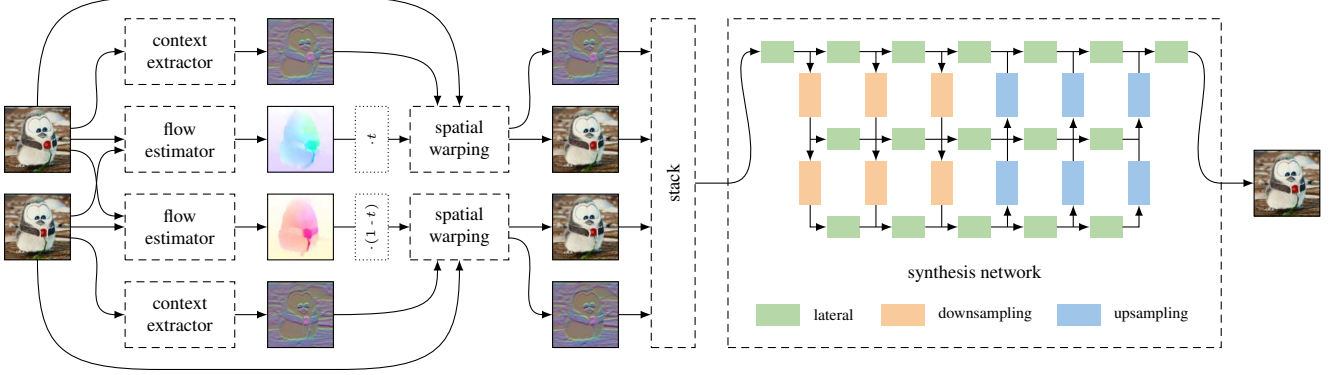 context
extractor
flow
estimator
· t
spatial
warping
flow
estimator
· (1 - t)
spatial
warping
context
extractor
stack
synthesis network
lateral
downsampling
upsampling